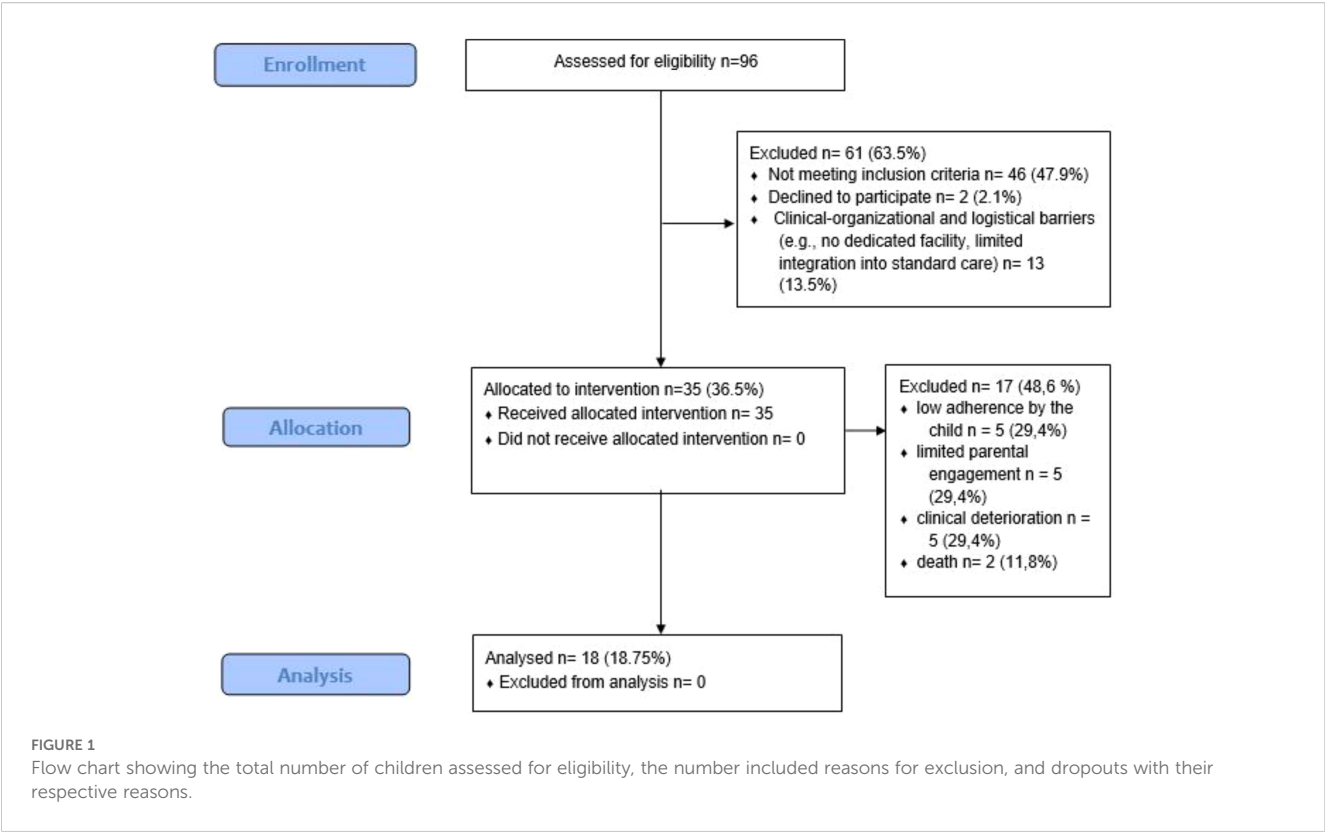 Enrollment
Assessed for eligibility n=96
Excluded n= 61 (63.5%)
♦ Not meeting inclusion criteria n= 46 (47.9%)
♦ Declined to participate n= 2 (2.1%)
♦ Clinical-organizational and logistical barriers
(e.g., no dedicated facility, limited
integration into standard care) n= 13
(13.5%)
Allocation
Allocated to intervention n=35 (36.5%)
♦ Received allocated intervention n= 35
♦ Did not receive allocated intervention n= 0
Excluded n= 17 (48,6 %)
♦ low adherence by the
child n = 5 (29,4%)
♦ limited parental
engagement n = 5
(29,4%)
♦ clinical deterioration n =
5 (29,4%)
♦ death n= 2 (11,8%)
Analysis
Analysed n= 18 (18.75%)
♦ Excluded from analysis n= 0
FIGURE 1
Flow chart showing the total number of children assessed for eligibility, the number included reasons for exclusion, and dropouts with their
respective reasons.